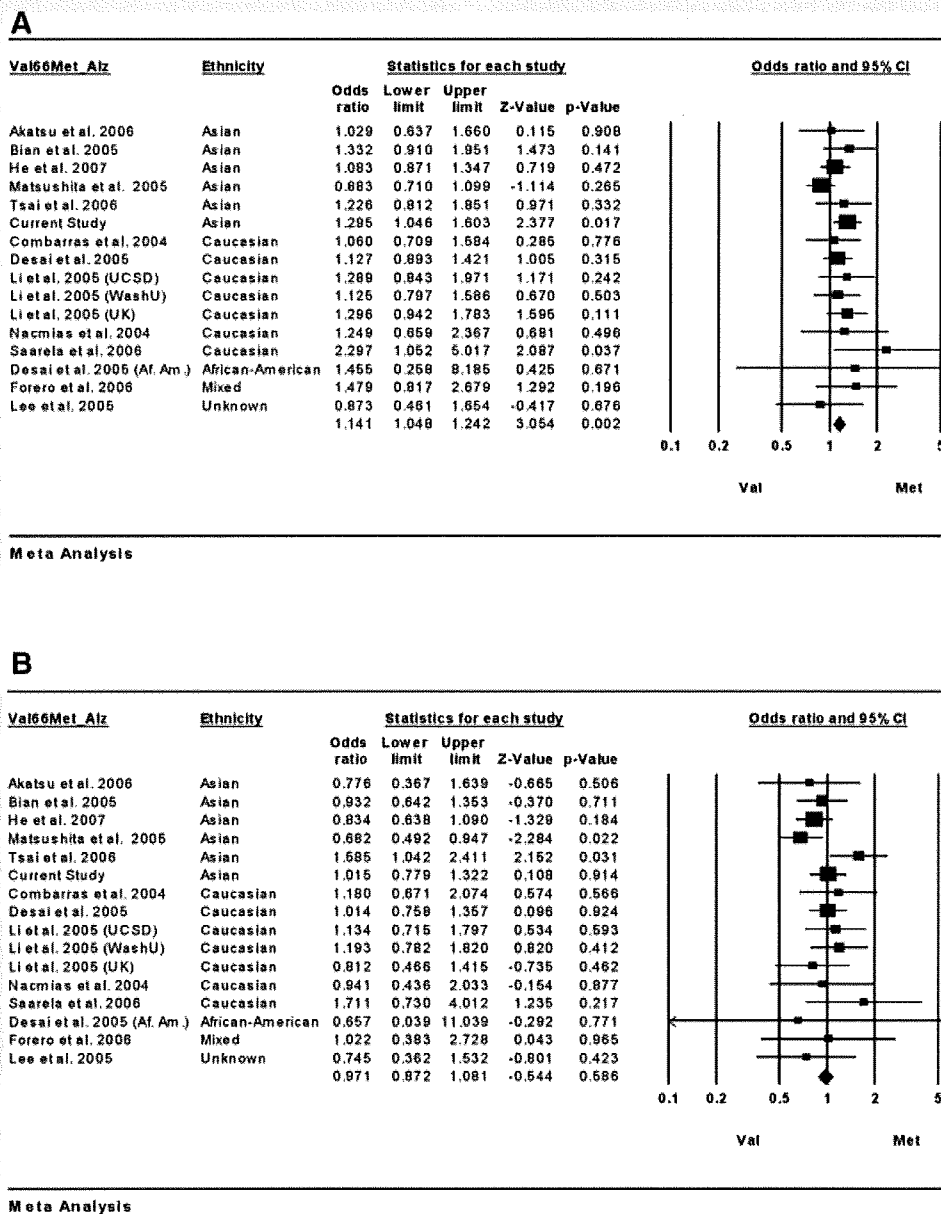 A
Val66Met_Alz Ethnicity Statistics for each study Odds ratio and 95% CI
Odds Lower Upper
ratio limit limit Z-Value p-Value
Akatsu et al. 2006 Asian 1.029 0.637 1.660 0.115 0.908
Bian et al. 2005 Asian 1.332 0.910 1.951 1.473 0.141
He et al. 2007 Asian 1.083 0.871 1.347 0.719 0.472
Matsushita et al. 2005 Asian 0.883 0.710 1.099 -1.114 0.265
Tsai et al. 2006 Asian 1.226 0.812 1.851 0.971 0.332
Current Study Asian 1.295 1.046 1.603 2.377 0.017
Combarras et al. 2004 Caucasian 1.060 0.709 1.584 0.285 0.776
Desai et al. 2005 Caucasian 1.127 0.893 1.421 1.005 0.315
Li et al. 2005 (UCSD) Caucasian 1.289 0.843 1.971 1.171 0.242
Li et al. 2005 (WashU) Caucasian 1.125 0.797 1.586 0.670 0.503
Li et al. 2005 (UK) Caucasian 1.296 0.942 1.783 1.595 0.111
Nacmias et al. 2004 Caucasian 1.249 0.659 2.367 0.681 0.496
Saarela et al. 2006 Caucasian 2.297 1.052 5.017 2.087 0.037
Desai et al. 2005 (Af. Am.) African-American 1.455 0.258 8.185 0.425 0.671
Forero et al. 2006 Mixed 1.479 0.817 2.679 1.292 0.196
Lee et al. 2005 Unknown 0.873 0.461 1.654 -0.417 0.676
1.141 1.048 1.242 3.054 0.002
0.1 0.2 0.5 1 2 5
Val Met
Meta Analysis
B
Val66Met_Alz Ethnicity Statistics for each study Odds ratio and 95% CI
Odds Lower Upper
ratio limit limit Z-Value p-Value
Akatsu et al. 2006 Asian 0.776 0.367 1.639 -0.665 0.506
Bian et al. 2005 Asian 0.932 0.642 1.353 -0.370 0.711
He et al. 2007 Asian 0.834 0.638 1.090 -1.329 0.184
Matsushita et al. 2005 Asian 0.682 0.492 0.947 -2.284 0.022
Tsai et al. 2006 Asian 1.585 1.042 2.411 2.152 0.031
Current Study Asian 1.015 0.779 1.322 0.108 0.914
Combarras et al. 2004 Caucasian 1.180 0.671 2.074 0.574 0.566
Desai et al. 2005 Caucasian 1.014 0.758 1.357 0.096 0.924
Li et al. 2005 (UCSD) Caucasian 1.134 0.715 1.797 0.534 0.593
Li et al. 2005 (WashU) Caucasian 1.193 0.782 1.820 0.820 0.412
Li et al. 2005 (UK) Caucasian 0.812 0.466 1.415 -0.735 0.462
Nacmias et al. 2004 Caucasian 0.941 0.436 2.033 -0.154 0.877
Saarela et al. 2006 Caucasian 1.711 0.730 4.012 1.235 0.217
Desai et al. 2005 (Af. Am.) African-American 0.657 0.039 11.039 -0.292 0.771
Forero et al. 2006 Mixed 1.022 0.383 2.728 0.043 0.965
Lee et al. 2005 Unknown 0.745 0.362 1.532 -0.801 0.423
0.971 0.872 1.081 -0.544 0.586
0.1 0.2 0.5 1 2 5
Val Met
Meta Analysis